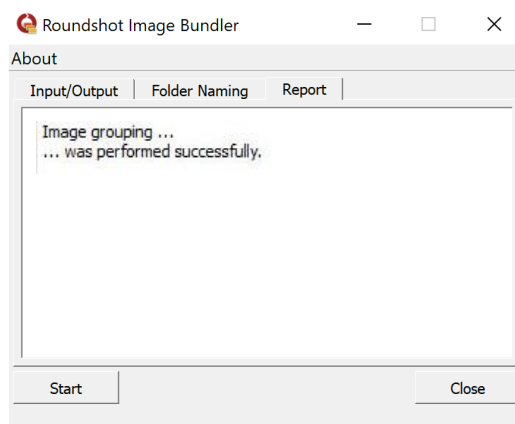 Roundshot Image Bundler
About
Input/Output Folder Naming Report
Image grouping ...
... was performed successfully.
Start Close